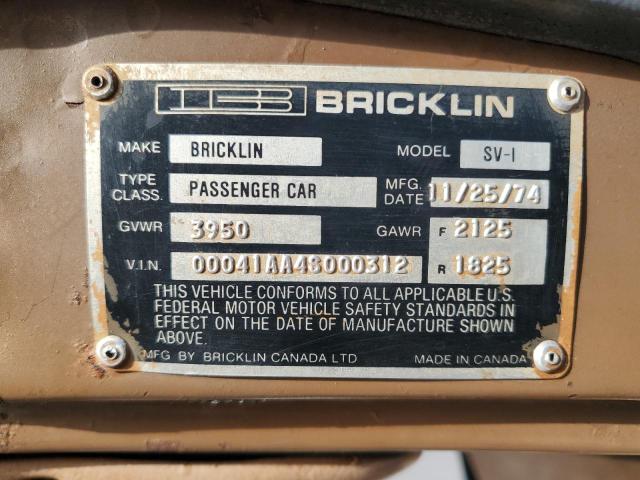 BRICKLIN
MAKE BRICKLIN MODEL SV-1
TYPE CLASS. PASSENGER CAR MFG. DATE 11/25/74
GVWR 3950 GAWR F 2125
V.I.N. 00041AA4S000312 R 1825
THIS VEHICLE CONFORMS TO ALL APPLICABLE U.S.
FEDERAL MOTOR VEHICLE SAFETY STANDARDS IN
EFFECT ON THE DATE OF MANUFACTURE SHOWN
ABOVE.
MFG BY BRICKLIN CANADA LTD MADE IN CANADA